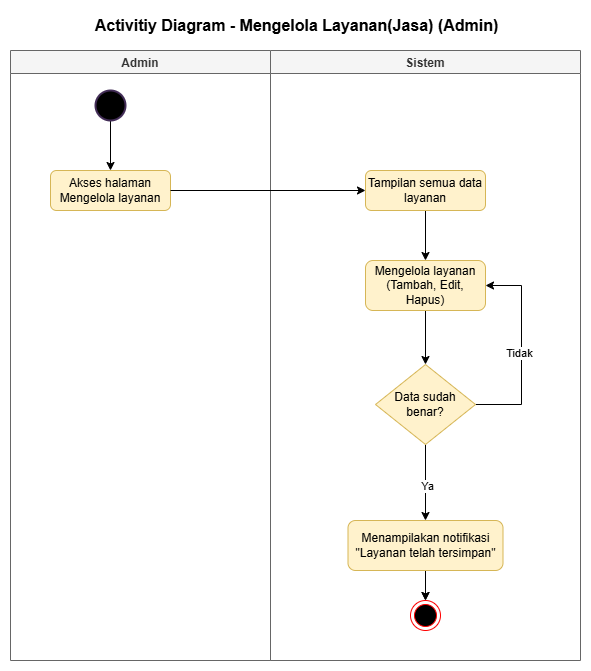 Activitiy Diagram - Mengelola Layanan(Jasa) (Admin)
Admin
Sistem
Akses halaman
Mengelola layanan
Tampilan semua data
layanan
Mengelola layanan
(Tambah, Edit,
Hapus)
Tidak
Data sudah
benar?
Ya
Menampilakan notifikasi
"Layanan telah tersimpan"